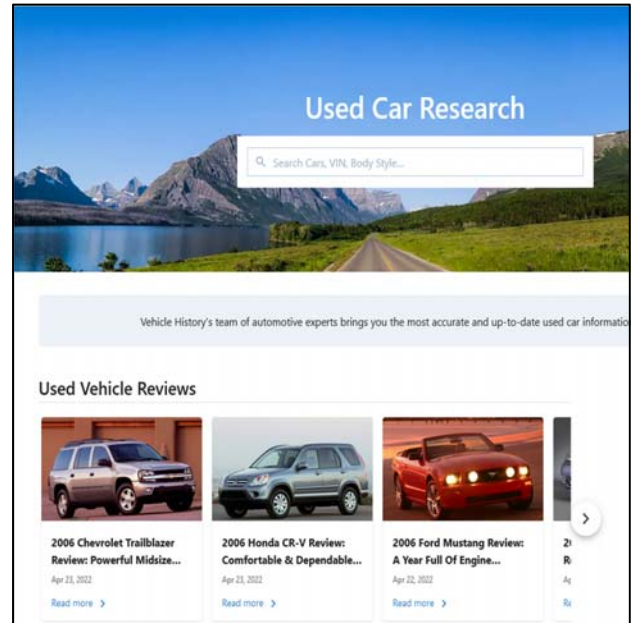 Used Car Research
Search Cars, VIN, Body Style...
Vehicle History's team of automotive experts brings you the most accurate and up-to-date used car informatio
Used Vehicle Reviews
2006 Chevrolet Trailblazer
Review: Powerful Midsize...
Apr 23, 2022
Read more
2006 Honda CR-V Review:
Comfortable & Dependable...
Apr 23, 2022
Read more
2006 Ford Mustang Review:
A Year Full Of Engine...
Apr 22, 2022
Read more